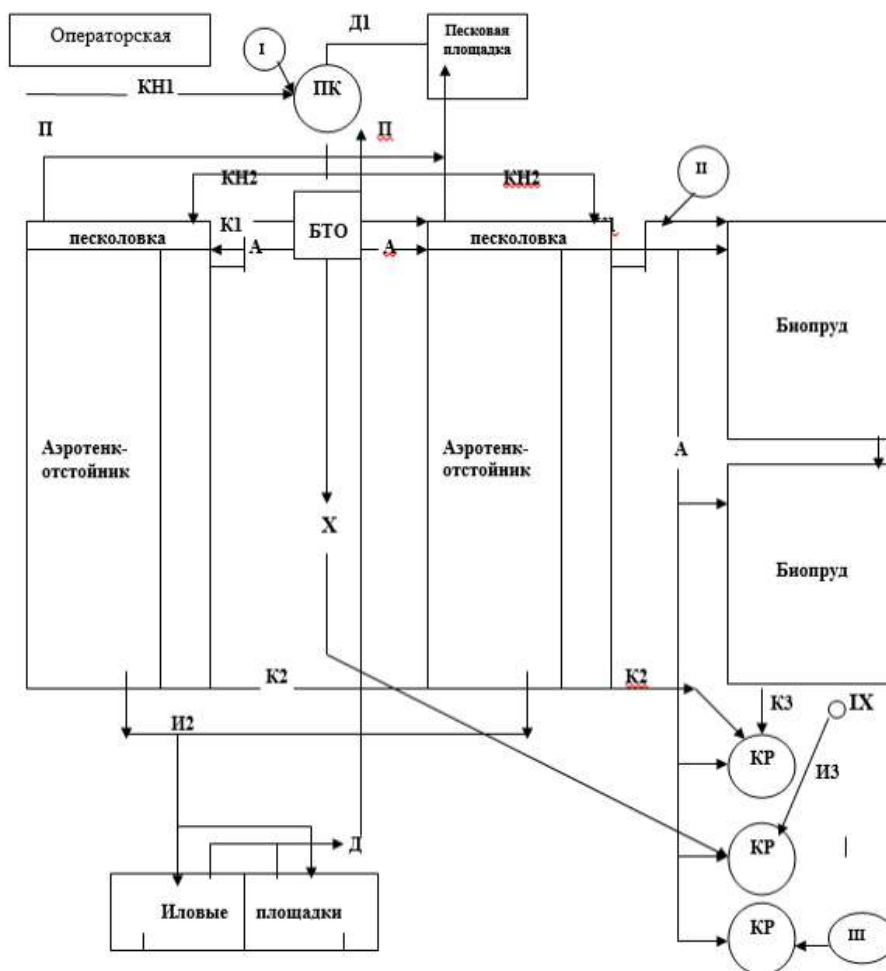 Операторская
I
Д1
Песковая
площадка
КН1
ПК
П
П
КН2
КН2
II
К1
БТО
песколовка
А
А
песколовка
Биопруд
Аэротенк-
отстойник
Аэротенк-
отстойник
А
Х
Биопруд
К2
К2
К3
IX
И2
КР
И3
Д
КР
Иловые
площадки
КР
III